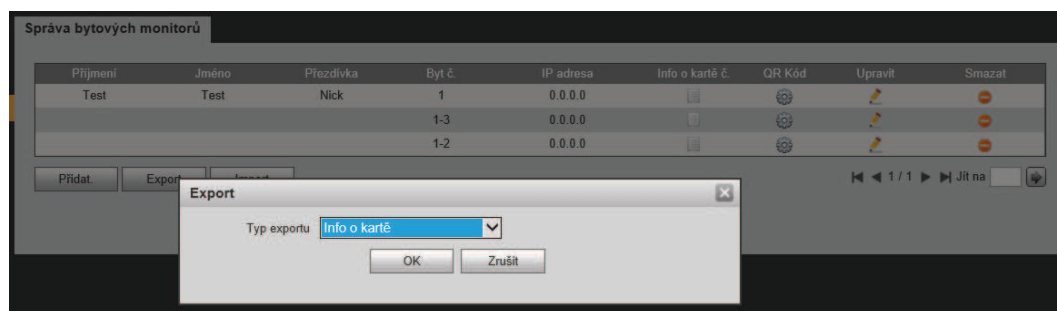 Správa bytových monitorů
Příjmení Jméno Přezdívka Byt č. IP adresa Info o kartě č. QR Kód Upravit Smazat
Test Test Nick 1 0.0.0.0
1-3 0.0.0.0
1-2 0.0.0.0
Přidat. Export 1 / 1 Jít na
Export
Typ exportu Info o kartě
OK Zrušit